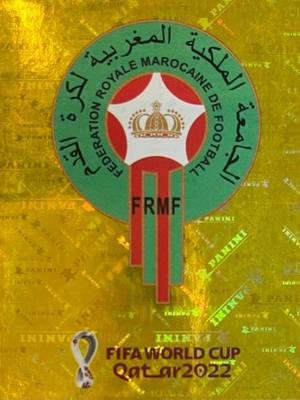 الجامعة الملكية المغربية لكرة القدم
FEDERATION ROYALE MAROCAINE DE FOOTBALL
FRMF
PANINI
FIFA WORLD CUP
Qatar2022